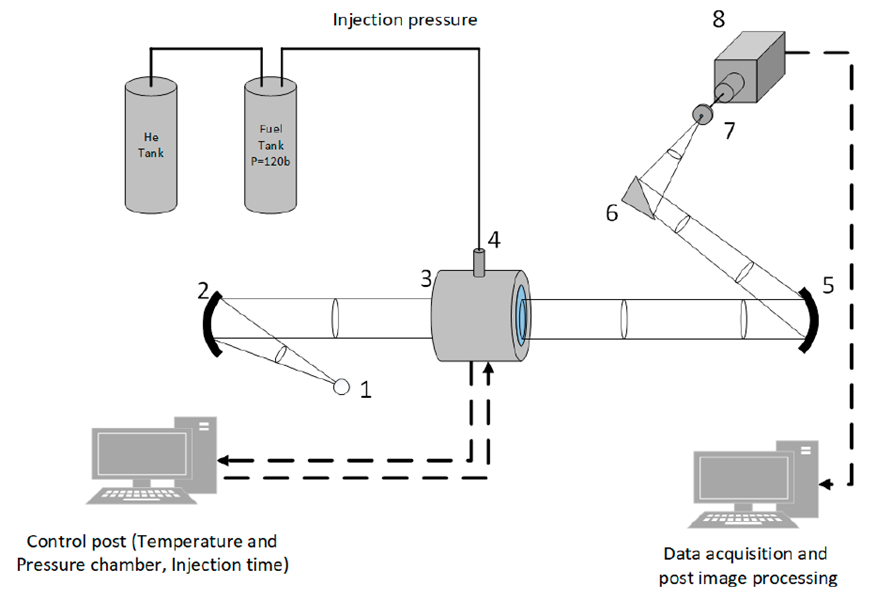 Injection pressure
8
He
Tank
Fuel
Tank
P=120b
7
6
4
3
2
5
1
Control post (Temperature and
Pressure chamber, Injection time)
Data acquisition and
post image processing